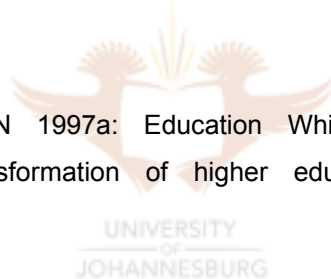 N 1997a: Education Whi
sformation of higher edu
UNIVERSITY
OF
JOHANNESBURG